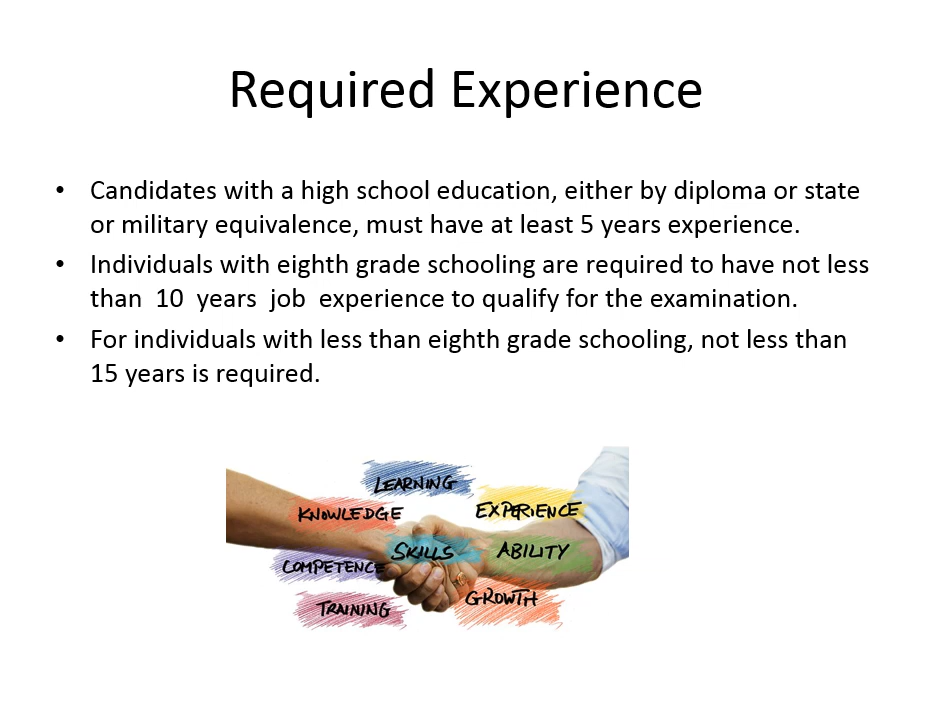 Required Experience
• Candidates with a high school education, either by diploma or state
or military equivalence, must have at least 5 years experience.
• Individuals with eighth grade schooling are required to have not less
than  10  years  job  experience to qualify for the examination.
• For individuals with less than eighth grade schooling, not less than
15 years is required.
LEARNING
KNOWLEDGE
EXPERIENCE
SKILLS
ABILITY
COMPETENCE
GROWTH
TRAINING